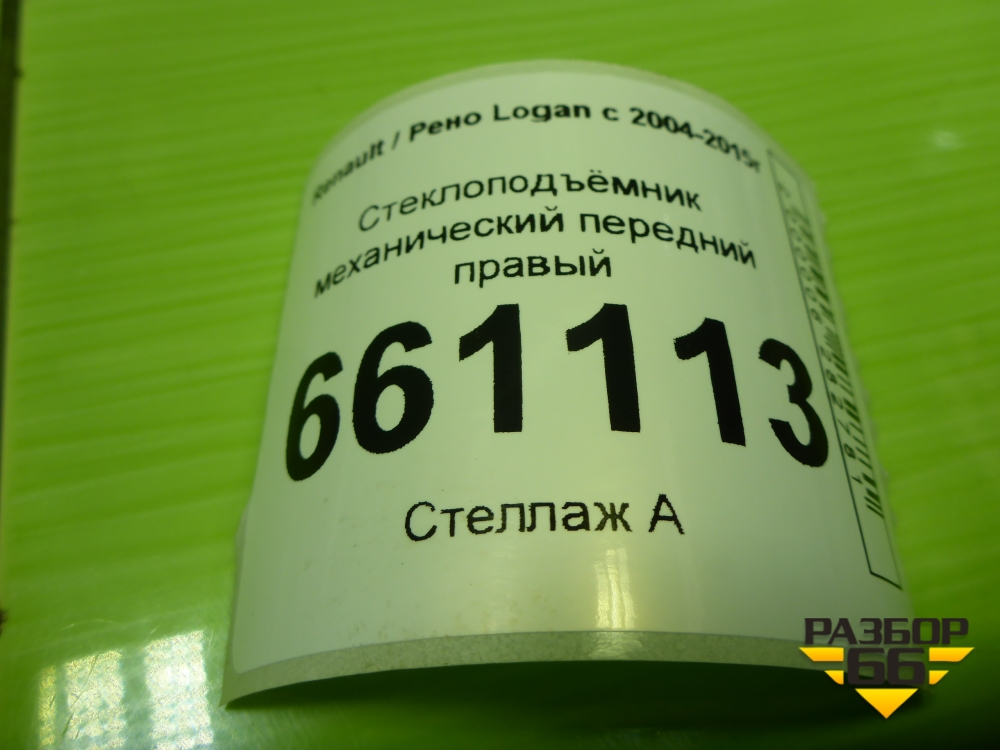 Renault / Рено Logan с 2004-2015г
Стеклоподъёмник
механический передний
правый
661113
Стеллаж А
РАЗБОР
66